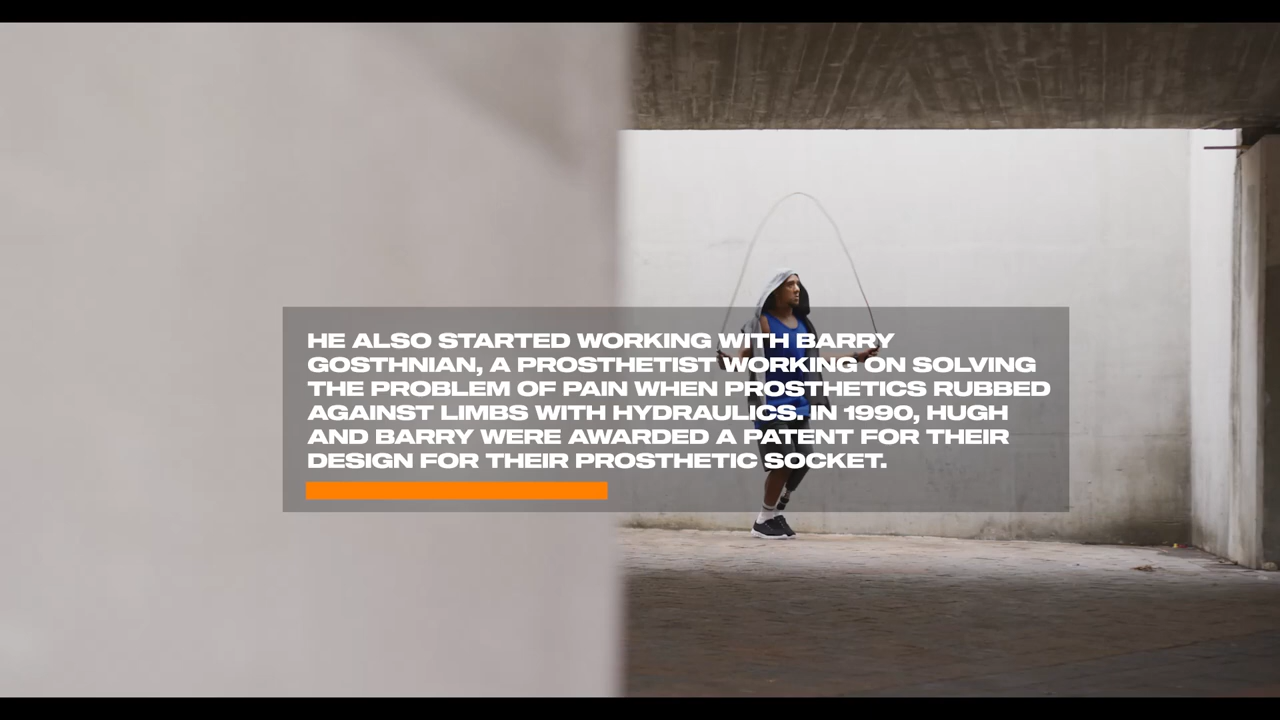 HE ALSO STARTED WORKING WITH BARRY
GOSTHNIAN, A PROSTHETIST WORKING ON SOLVING
THE PROBLEM OF PAIN WHEN PROSTHETICS RUBBED
AGAINST LIMBS WITH HYDRAULICS. IN 1990, HUGH
AND BARRY WERE AWARDED A PATENT FOR THEIR
DESIGN FOR THEIR PROSTHETIC SOCKET.